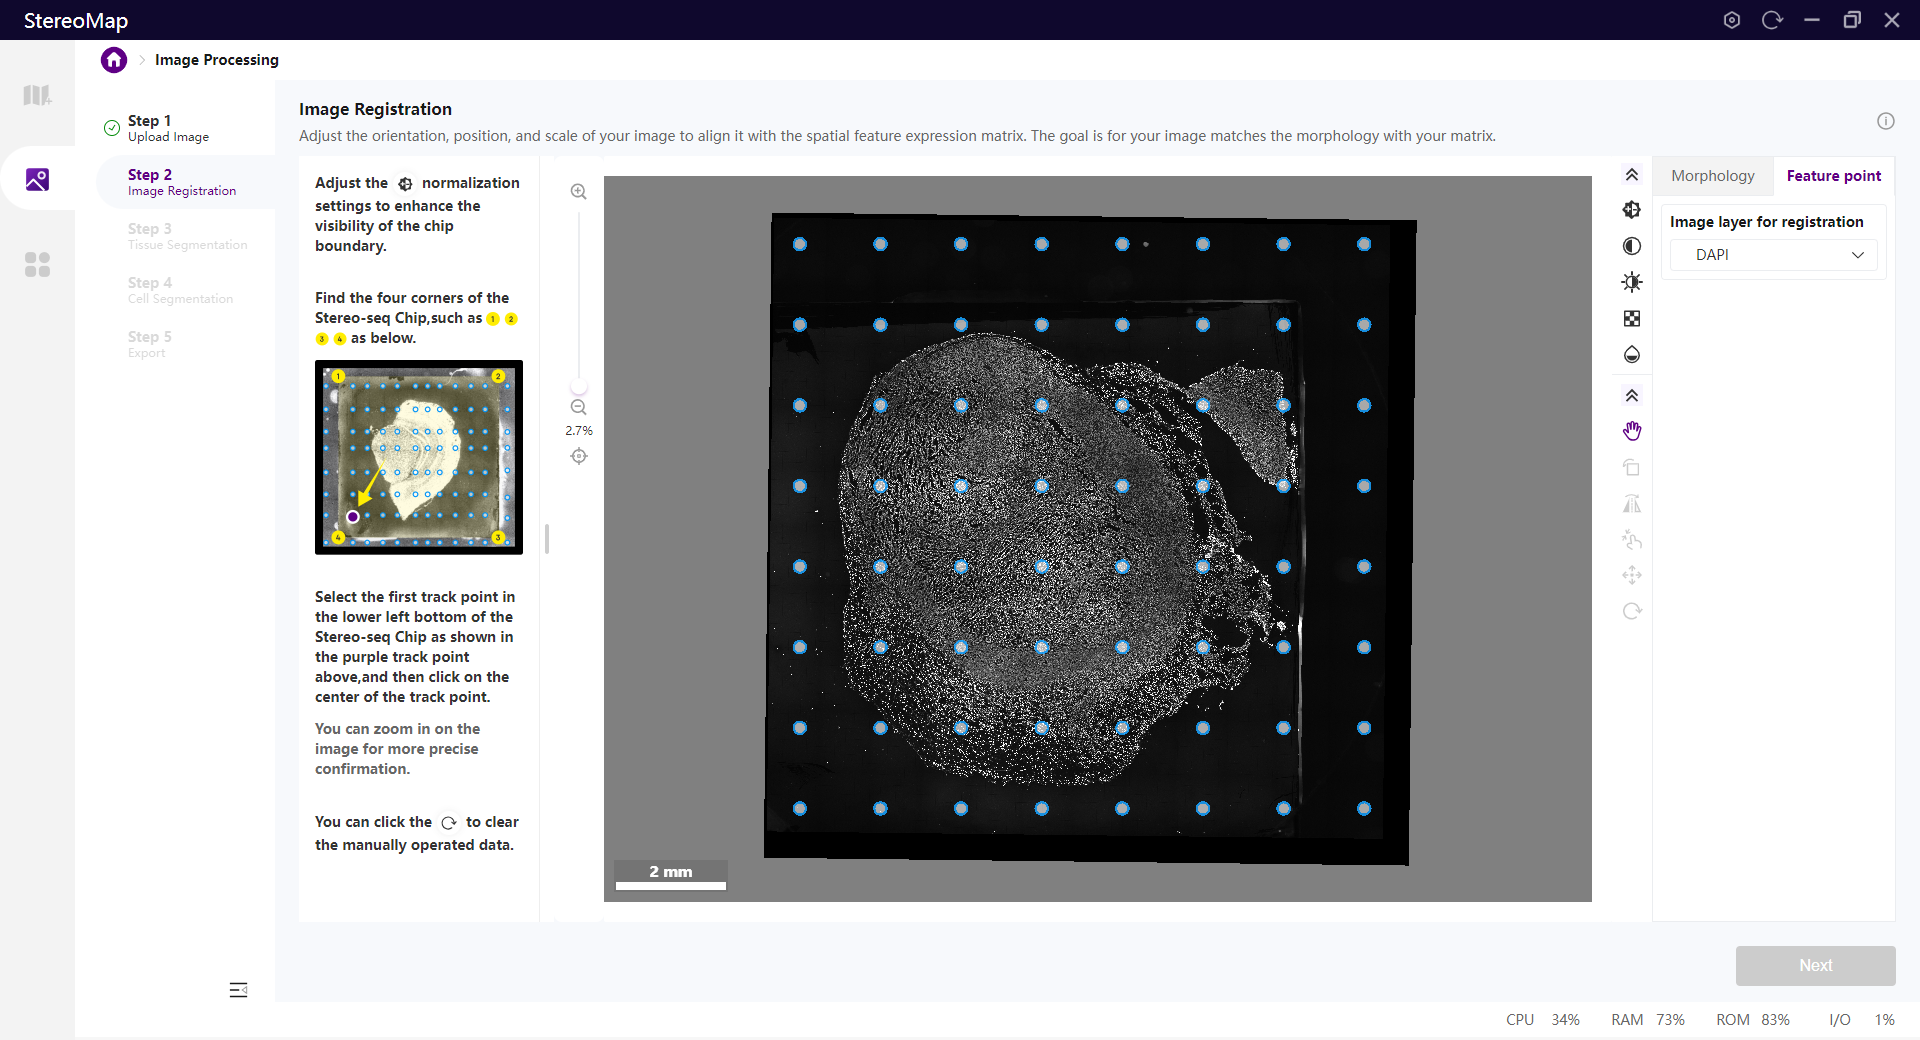 StereoMap
Image Processing
Step 1
Upload Image
Step 2
Image Registration
Step 3
Tissue Segmentation
Step 4
Cell Segmentation
Step 5
Export
Image Registration
Adjust the orientation, position, and scale of your image to align it with the spatial feature expression matrix. The goal is for your image matches the morphology with your matrix.
Adjust the normalization
settings to enhance the
visibility of the chip
boundary.
Find the four corners of the
Stereo-seq Chip,such as 1 2
3 4 as below.
1 2
4 3
Select the first track point in
the lower left bottom of the
Stereo-seq Chip as shown in
the purple track point
above,and then click on the
center of the track point.
You can zoom in on the
image for more precise
confirmation.
You can click the to clear
the manually operated data.
2.7%
2 mm
Morphology Feature point
Image layer for registration
DAPI
Next
CPU 34% RAM 73% ROM 83% I/O 1%